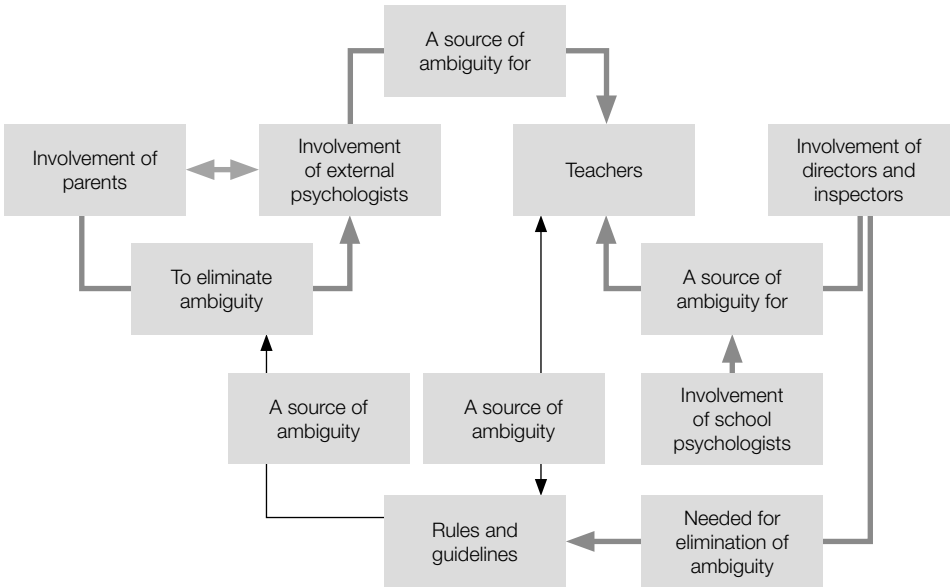 A source of
ambiguity for
Involvement of
parents
Involvement
of external
psychologists
Teachers
Involvement of
directors and
inspectors
To eliminate
ambiguity
A source of
ambiguity for
A source of
ambiguity
A source of
ambiguity
Involvement
of school
psychologists
Rules and
guidelines
Needed for
elimination of
ambiguity